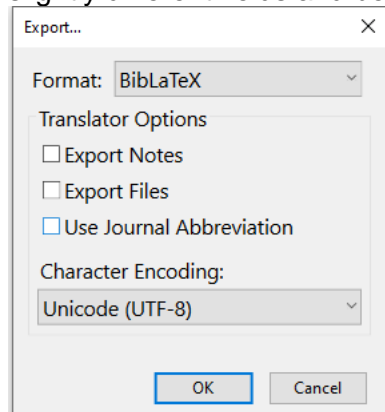 Export...
Format: BibLaTeX
Translator Options
Export Notes
Export Files
Use Journal Abbreviation
Character Encoding:
Unicode (UTF-8)
OK Cancel